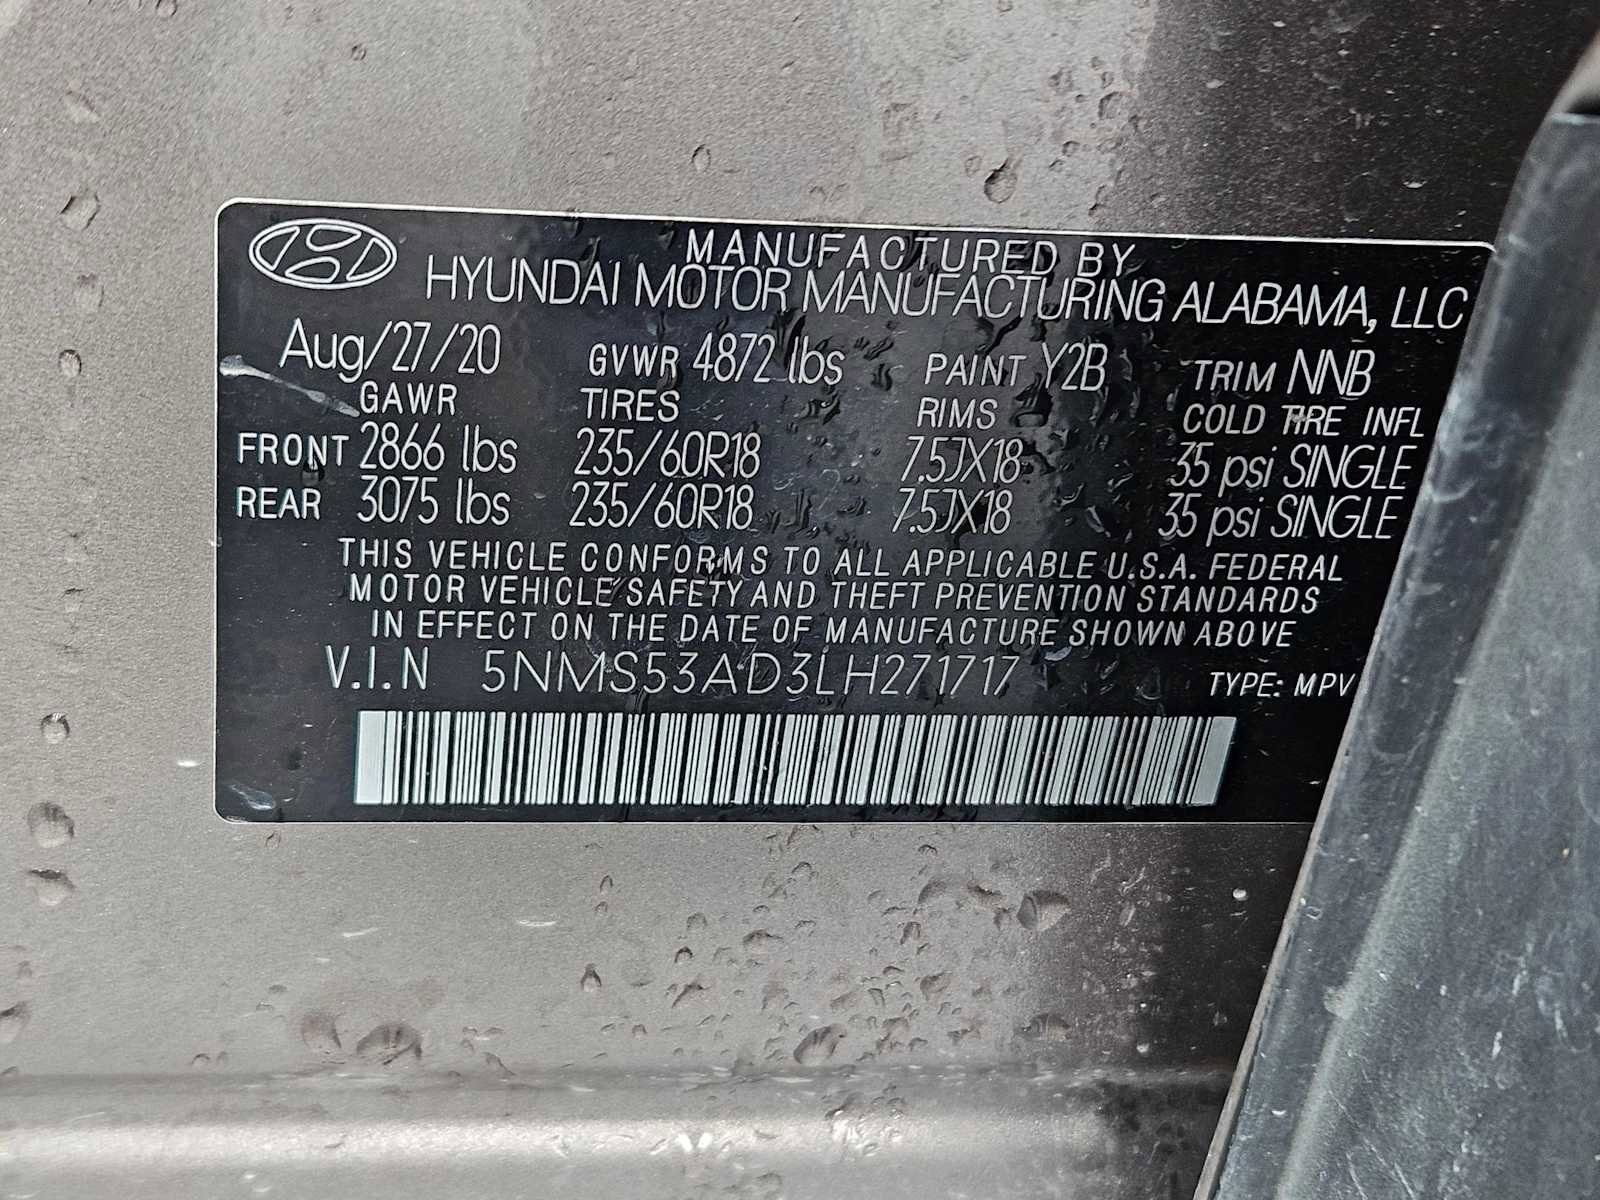 MANUFACTURED BY
HYUNDAI MOTOR MANUFACTURING ALABAMA, LLC
Aug/27/20 GVWR 4872 lbs PAINT Y2B TRIM NNB
GAWR TIRES RIMS COLD TIRE INFL
FRONT 2866 lbs 235/60R18 7.5JX18 35 psi SINGLE
REAR 3075 lbs 235/60R18 7.5JX18 35 psi SINGLE
THIS VEHICLE CONFORMS TO ALL APPLICABLE U.S.A. FEDERAL
MOTOR VEHICLE SAFETY AND THEFT PREVENTION STANDARDS
IN EFFECT ON THE DATE OF MANUFACTURE SHOWN ABOVE
V.I.N 5NMS53AD3LH271717 TYPE: MPV